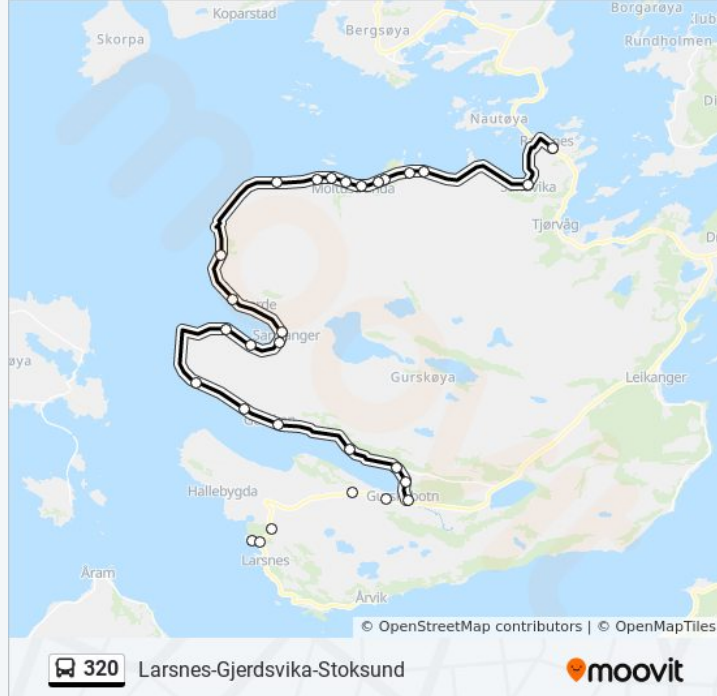 Borgarøya
Koparstad
Skorpa
Bergsøya
Rundholmen
Nautøya
Tjørvåg
Gurskøya
Leikanger
Hallebygda
Larsnes
Åram
Årvik
© OpenStreetMap contributors | © OpenMapTiles
320 Larsnes-Gjerdsvika-Stoksund
moovit